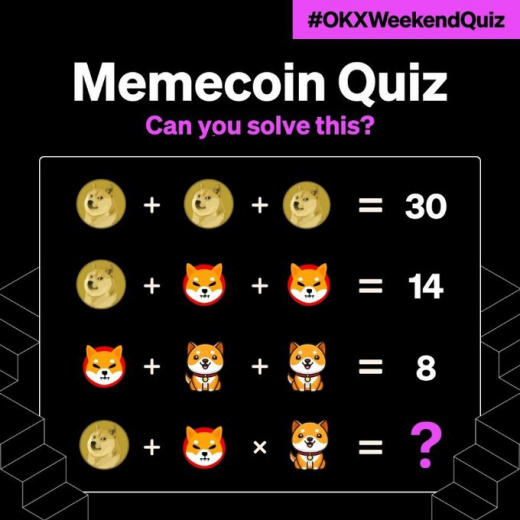 #OKXWeekendQuiz
Memecoin Quiz
Can you solve this?
+ + = 30
+ + = 14
+ + = 8
+ × = ?